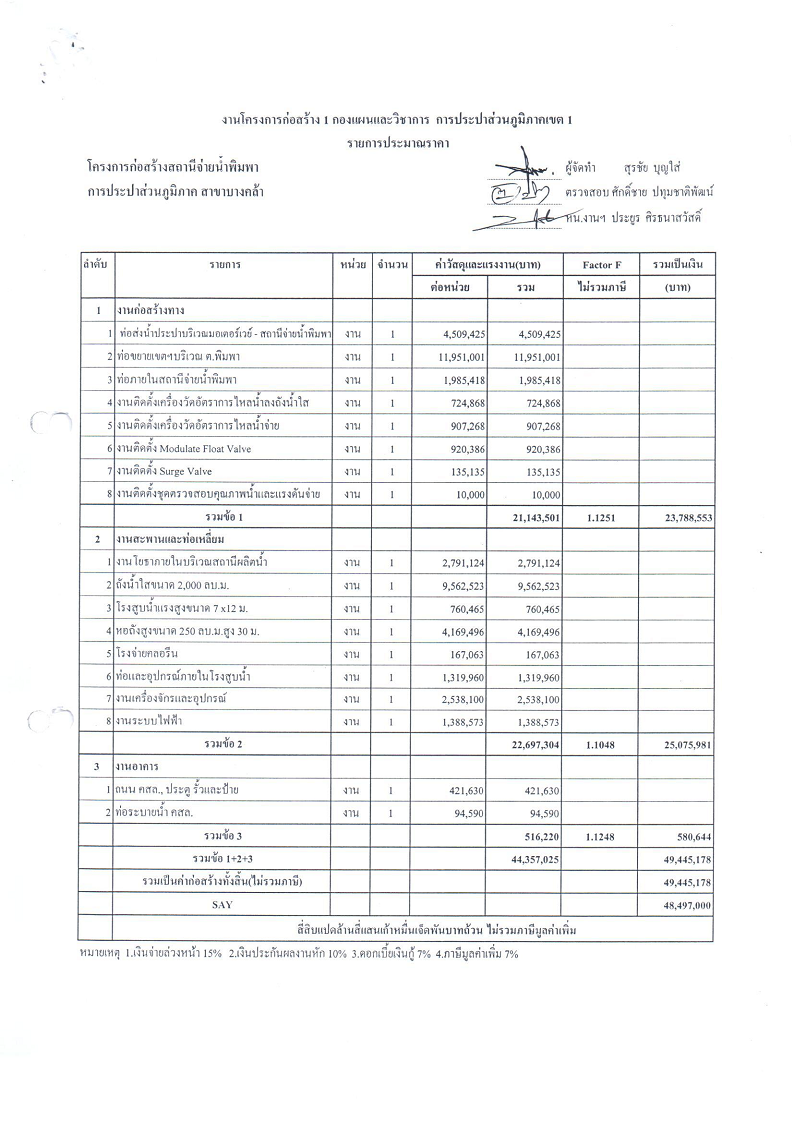 งานโครงการก่อสร้าง 1 กองแผนและวิชาการ การประปาส่วนภูมิภาคเขต 1
รายการประมาณราคา
โครงการก่อสร้างสถานีจ่ายน้ำพิมพา ผู้จัดทำ สุรชัย บุญใส่
การประปาส่วนภูมิภาค สาขาบางคล้า ตรวจสอบ ศักดิ์ชาย ปทุมชาติพัฒน์
หน.งานฯ ประยูร ศิรธนาสวัสดิ์
ลำดับ รายการ หน่วย จำนวน ค่าวัสดุและแรงงาน(บาท) Factor F รวมเป็นเงิน
ต่อหน่วย รวม ไม่รวมภาษี (บาท)
1 งานก่อสร้างทาง
1 ท่อส่งน้ำประปาบริเวณมอเตอร์เวย์ - สถานีจ่ายน้ำพิมพา งาน 1 4,509,425 4,509,425
2 ท่อขยายเขตฯบริเวณ ต.พิมพา งาน 1 11,951,001 11,951,001
3 ท่อภายในสถานีจ่ายน้ำพิมพา งาน 1 1,985,418 1,985,418
4 งานติดตั้งเครื่องวัดอัตราการไหลน้ำลงถังน้ำใส งาน 1 724,868 724,868
5 งานติดตั้งเครื่องวัดอัตราการไหลน้ำจ่าย งาน 1 907,268 907,268
6 งานติดตั้ง Modulate Float Valve งาน 1 920,386 920,386
7 งานติดตั้ง Surge Valve งาน 1 135,135 135,135
8 งานติดตั้งชุดตรวจสอบคุณภาพน้ำและแรงดันจ่าย งาน 1 10,000 10,000
รวมข้อ 1 21,143,501 1.1251 23,788,553
2 งานสะพานและท่อเหลี่ยม
1 งานโยธาภายในบริเวณสถานีผลิตน้ำ งาน 1 2,791,124 2,791,124
2 ถังน้ำใสขนาด 2,000 ลบ.ม. งาน 1 9,562,523 9,562,523
3 โรงสูบน้ำแรงสูงขนาด 7 x12 ม. งาน 1 760,465 760,465
4 หอถังสูงขนาด 250 ลบ.ม.สูง 30 ม. งาน 1 4,169,496 4,169,496
5 โรงจ่ายคลอรีน งาน 1 167,063 167,063
6 ท่อและอุปกรณ์ภายในโรงสูบน้ำ งาน 1 1,319,960 1,319,960
7 งานเครื่องจักรและอุปกรณ์ งาน 1 2,538,100 2,538,100
8 งานระบบไฟฟ้า งาน 1 1,388,573 1,388,573
รวมข้อ 2 22,697,304 1.1048 25,075,981
3 งานอาคาร
1 ถนน คสล., ประตู รั้วและป้าย งาน 1 421,630 421,630
2 ท่อระบายน้ำ คสล. งาน 1 94,590 94,590
รวมข้อ 3 516,220 1.1248 580,644
รวมข้อ 1+2+3 44,357,025 49,445,178
รวมเป็นค่าก่อสร้างทั้งสิ้น(ไม่รวมภาษี) 49,445,178
SAY 48,497,000
สี่สิบแปดล้านสี่แสนเก้าหมื่นเจ็ดพันบาทถ้วน ไม่รวมภาษีมูลค่าเพิ่ม
หมายเหตุ 1.เงินจ่ายล่วงหน้า 15% 2.เงินประกันผลงานหัก 10% 3.ดอกเบี้ยเงินกู้ 7% 4.ภาษีมูลค่าเพิ่ม 7%